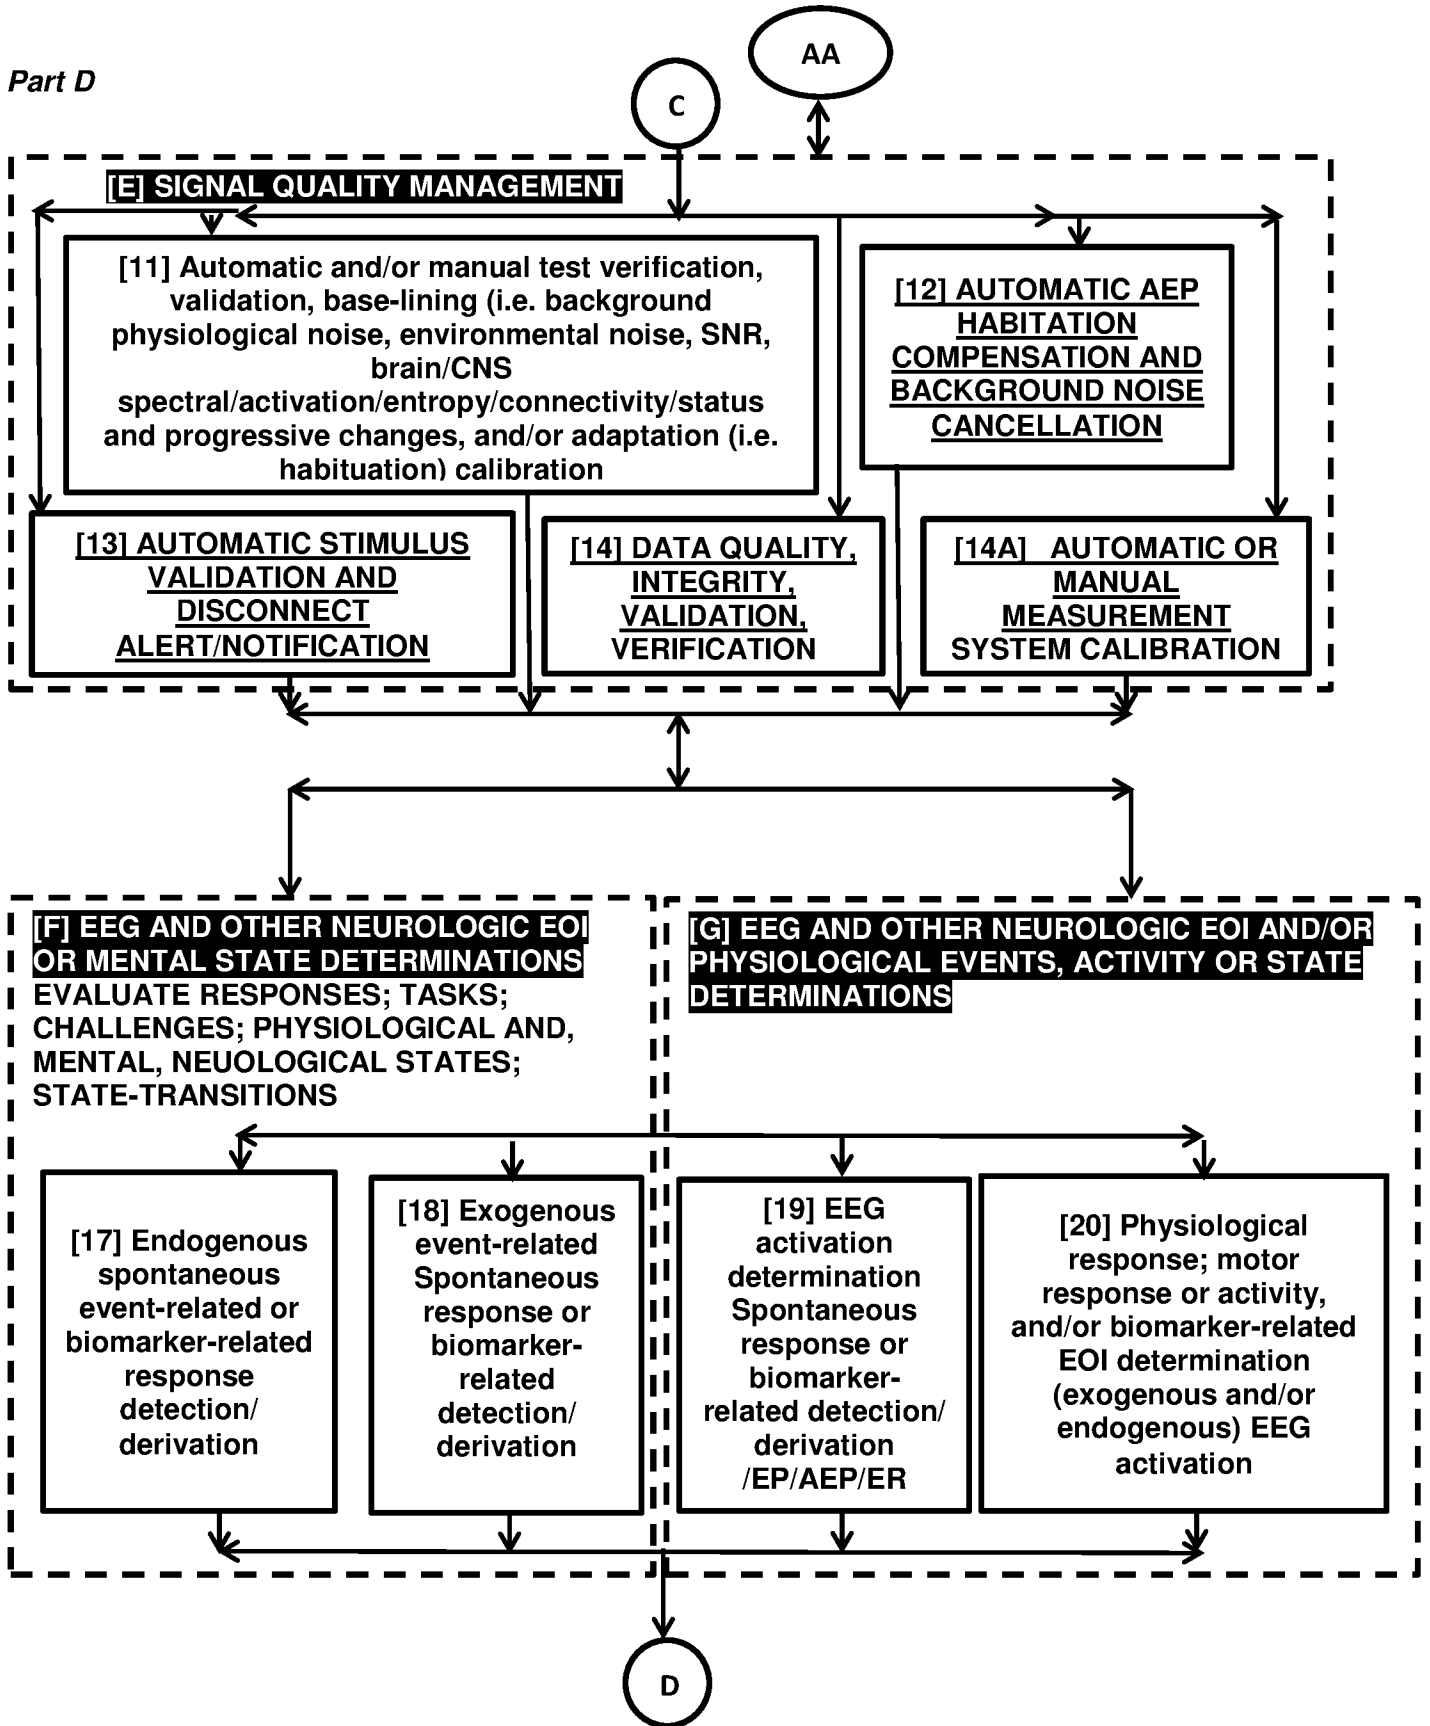 AA
Part D
C
[E] SIGNAL QUALITY MANAGEMENT
[11] Automatic and/or manual test verification,
validation, base-lining (i.e. background
physiological noise, environmental noise, SNR,
brain/CNS
spectral/activation/entropy/connectivity/status
and progressive changes, and/or adaptation (i.e.
habituation) calibration
[12] AUTOMATIC AEP
HABITATION
COMPENSATION AND
BACKGROUND NOISE
CANCELLATION
[13] AUTOMATIC STIMULUS
VALIDATION AND
DISCONNECT
ALERT/NOTIFICATION
[14] DATA QUALITY,
INTEGRITY,
VALIDATION,
VERIFICATION
[14A] AUTOMATIC OR
MANUAL
MEASUREMENT
SYSTEM CALIBRATION
[F] EEG AND OTHER NEUROLOGIC EOI
OR MENTAL STATE DETERMINATIONS
EVALUATE RESPONSES; TASKS;
CHALLENGES; PHYSIOLOGICAL AND,
MENTAL, NEUOLOGICAL STATES;
STATE-TRANSITIONS
[G] EEG AND OTHER NEUROLOGIC EOI AND/OR
PHYSIOLOGICAL EVENTS, ACTIVITY OR STATE
DETERMINATIONS
[17] Endogenous
spontaneous
event-related or
biomarker-related
response
detection/
derivation
[18] Exogenous
event-related
Spontaneous
response or
biomarker-
related
detection/
derivation
[19] EEG
activation
determination
Spontaneous
response or
biomarker-
related detection/
derivation
/EP/AEP/ER
[20] Physiological
response; motor
response or activity,
and/or biomarker-related
EOI determination
(exogenous and/or
endogenous) EEG
activation
D